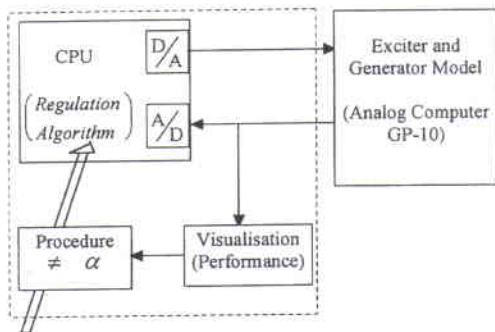 CPU
D/A
(Regulation
Algorithm)
A/D
Exciter and
Generator Model
(Analog Computer
GP-10)
Procedure
≠ α
Visualisation
(Performance)